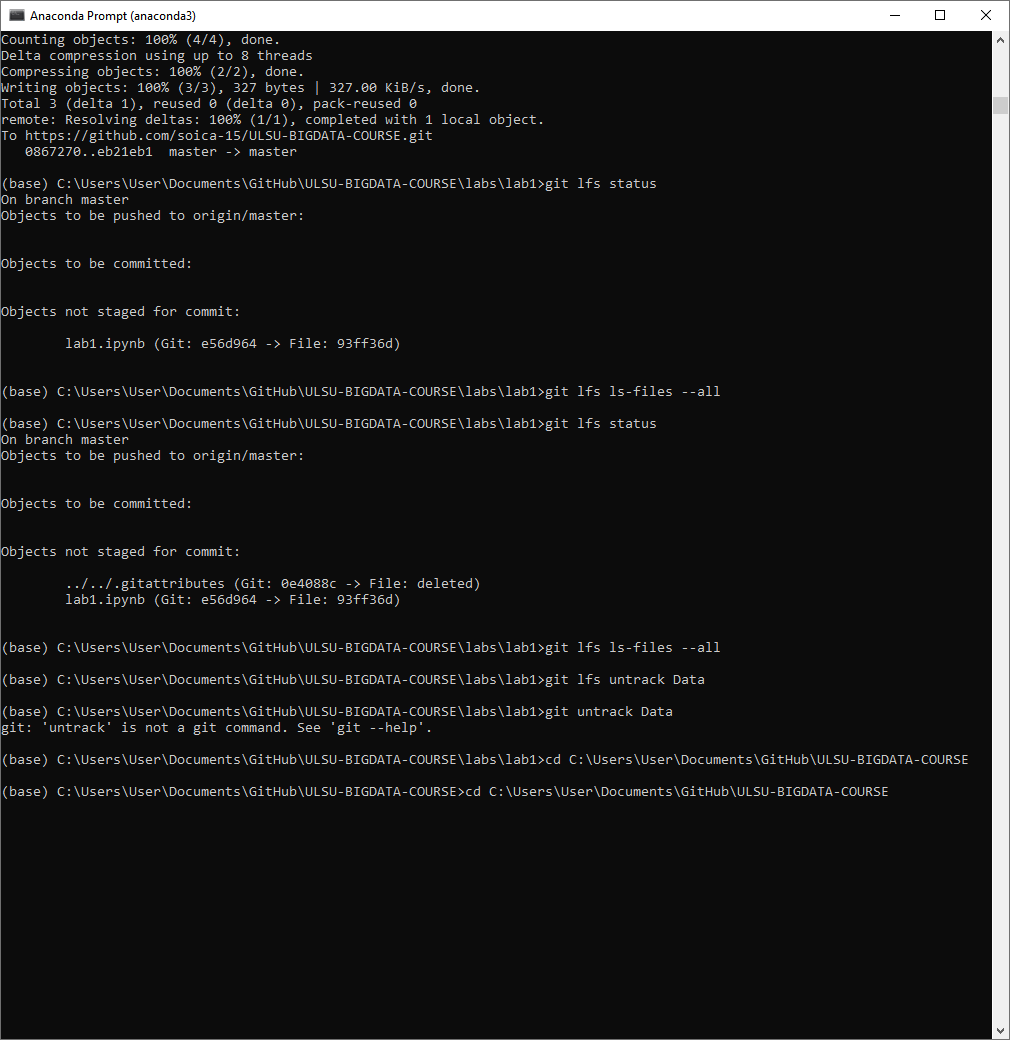 Anaconda Prompt (anaconda3)
Counting objects: 100% (4/4), done.
Delta compression using up to 8 threads
Compressing objects: 100% (2/2), done.
Writing objects: 100% (3/3), 327 bytes | 327.00 KiB/s, done.
Total 3 (delta 1), reused 0 (delta 0), pack-reused 0
remote: Resolving deltas: 100% (1/1), completed with 1 local object.
To https://github.com/soica-15/ULSU-BIGDATA-COURSE.git
   0867270..eb21eb1  master -> master
(base) C:\Users\User\Documents\GitHub\ULSU-BIGDATA-COURSE\labs\lab1>git lfs status
On branch master
Objects to be pushed to origin/master:
Objects to be committed:
Objects not staged for commit:
        lab1.ipynb (Git: e56d964 -> File: 93ff36d)
(base) C:\Users\User\Documents\GitHub\ULSU-BIGDATA-COURSE\labs\lab1>git lfs ls-files --all
(base) C:\Users\User\Documents\GitHub\ULSU-BIGDATA-COURSE\labs\lab1>git lfs status
On branch master
Objects to be pushed to origin/master:
Objects to be committed:
Objects not staged for commit:
        ../../.gitattributes (Git: 0e4088c -> File: deleted)
        lab1.ipynb (Git: e56d964 -> File: 93ff36d)
(base) C:\Users\User\Documents\GitHub\ULSU-BIGDATA-COURSE\labs\lab1>git lfs ls-files --all
(base) C:\Users\User\Documents\GitHub\ULSU-BIGDATA-COURSE\labs\lab1>git lfs untrack Data
(base) C:\Users\User\Documents\GitHub\ULSU-BIGDATA-COURSE\labs\lab1>git untrack Data
git: 'untrack' is not a git command. See 'git --help'.
(base) C:\Users\User\Documents\GitHub\ULSU-BIGDATA-COURSE\labs\lab1>cd C:\Users\User\Documents\GitHub\ULSU-BIGDATA-COURSE
(base) C:\Users\User\Documents\GitHub\ULSU-BIGDATA-COURSE>cd C:\Users\User\Documents\GitHub\ULSU-BIGDATA-COURSE